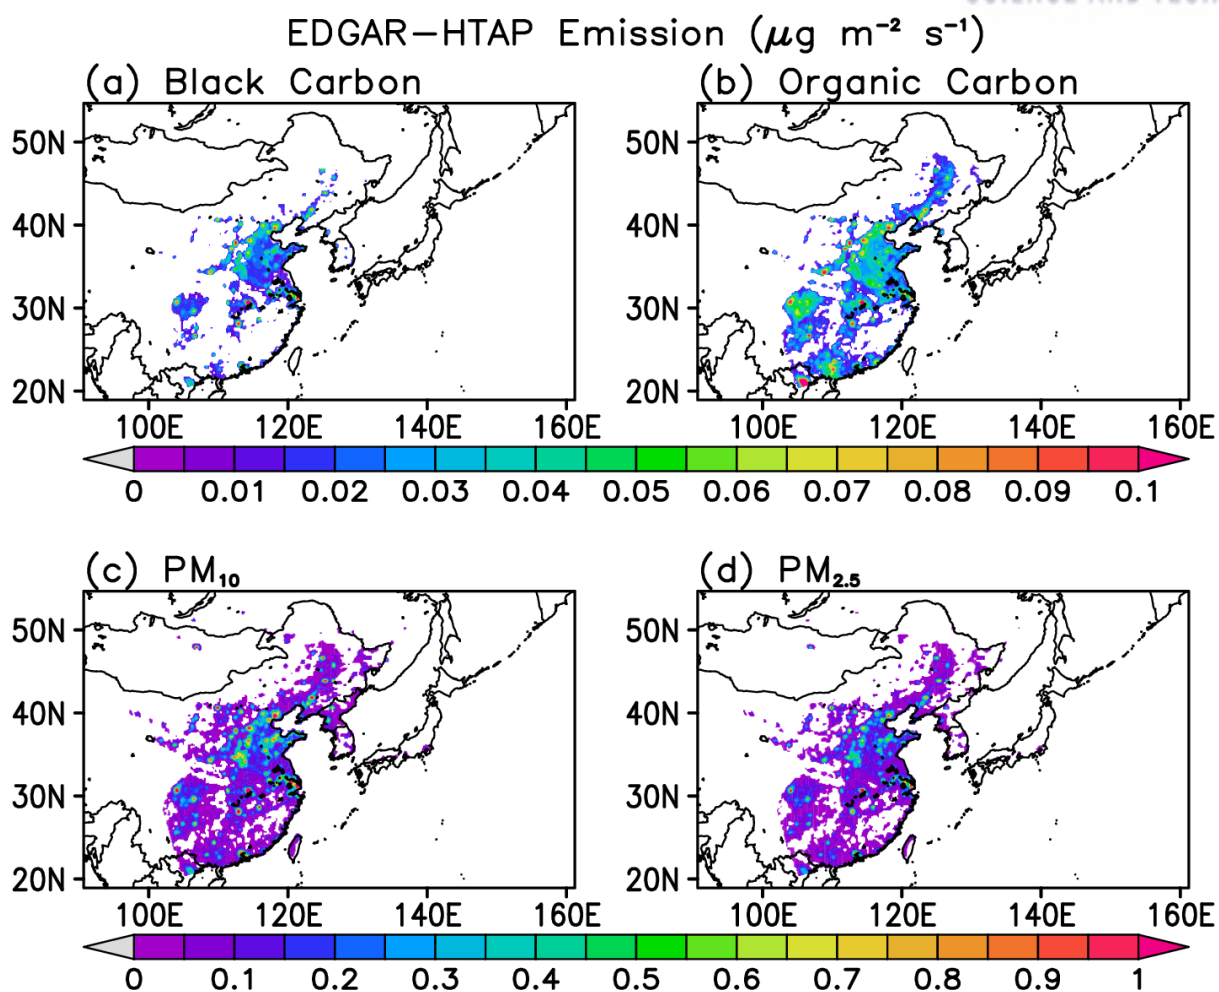 EDGAR−HTAP Emission (μg m⁻² s⁻¹)
(a) Black Carbon
(b) Organic Carbon
50N
40N
30N
20N
100E 120E 140E 160E
50N
40N
30N
20N
100E 120E 140E 160E
0 0.01 0.02 0.03 0.04 0.05 0.06 0.07 0.08 0.09 0.1
(c) PM₁₀
(d) PM₂.₅
50N
40N
30N
20N
100E 120E 140E 160E
50N
40N
30N
20N
100E 120E 140E 160E
0 0.1 0.2 0.3 0.4 0.5 0.6 0.7 0.8 0.9 1